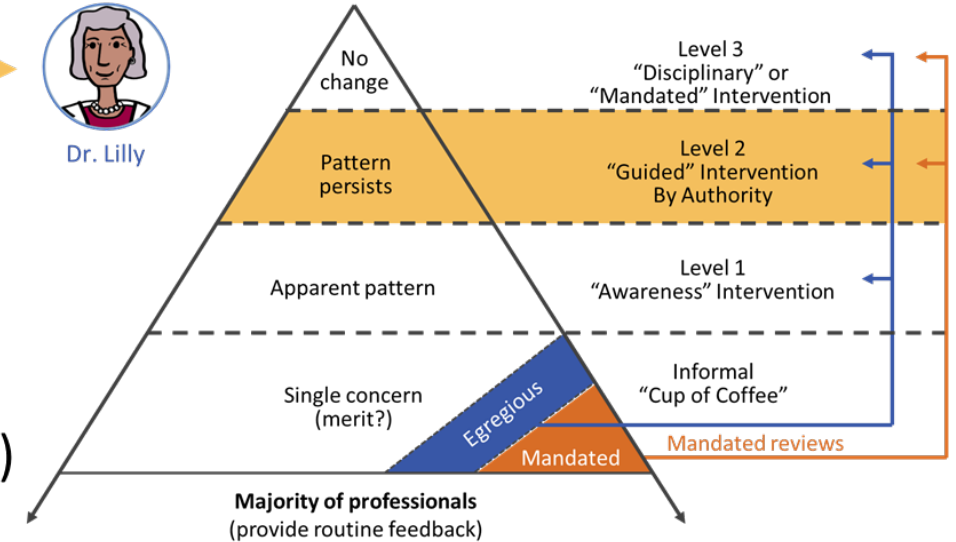 Dr. Lilly
No
change
Level 3
“Disciplinary” or
“Mandated” Intervention
Pattern
persists
Level 2
“Guided” Intervention
By Authority
Apparent pattern
Level 1
“Awareness” Intervention
Single concern
(merit?)
Egregious
Mandated
Informal
“Cup of Coffee”
Mandated reviews
)
Majority of professionals
(provide routine feedback)